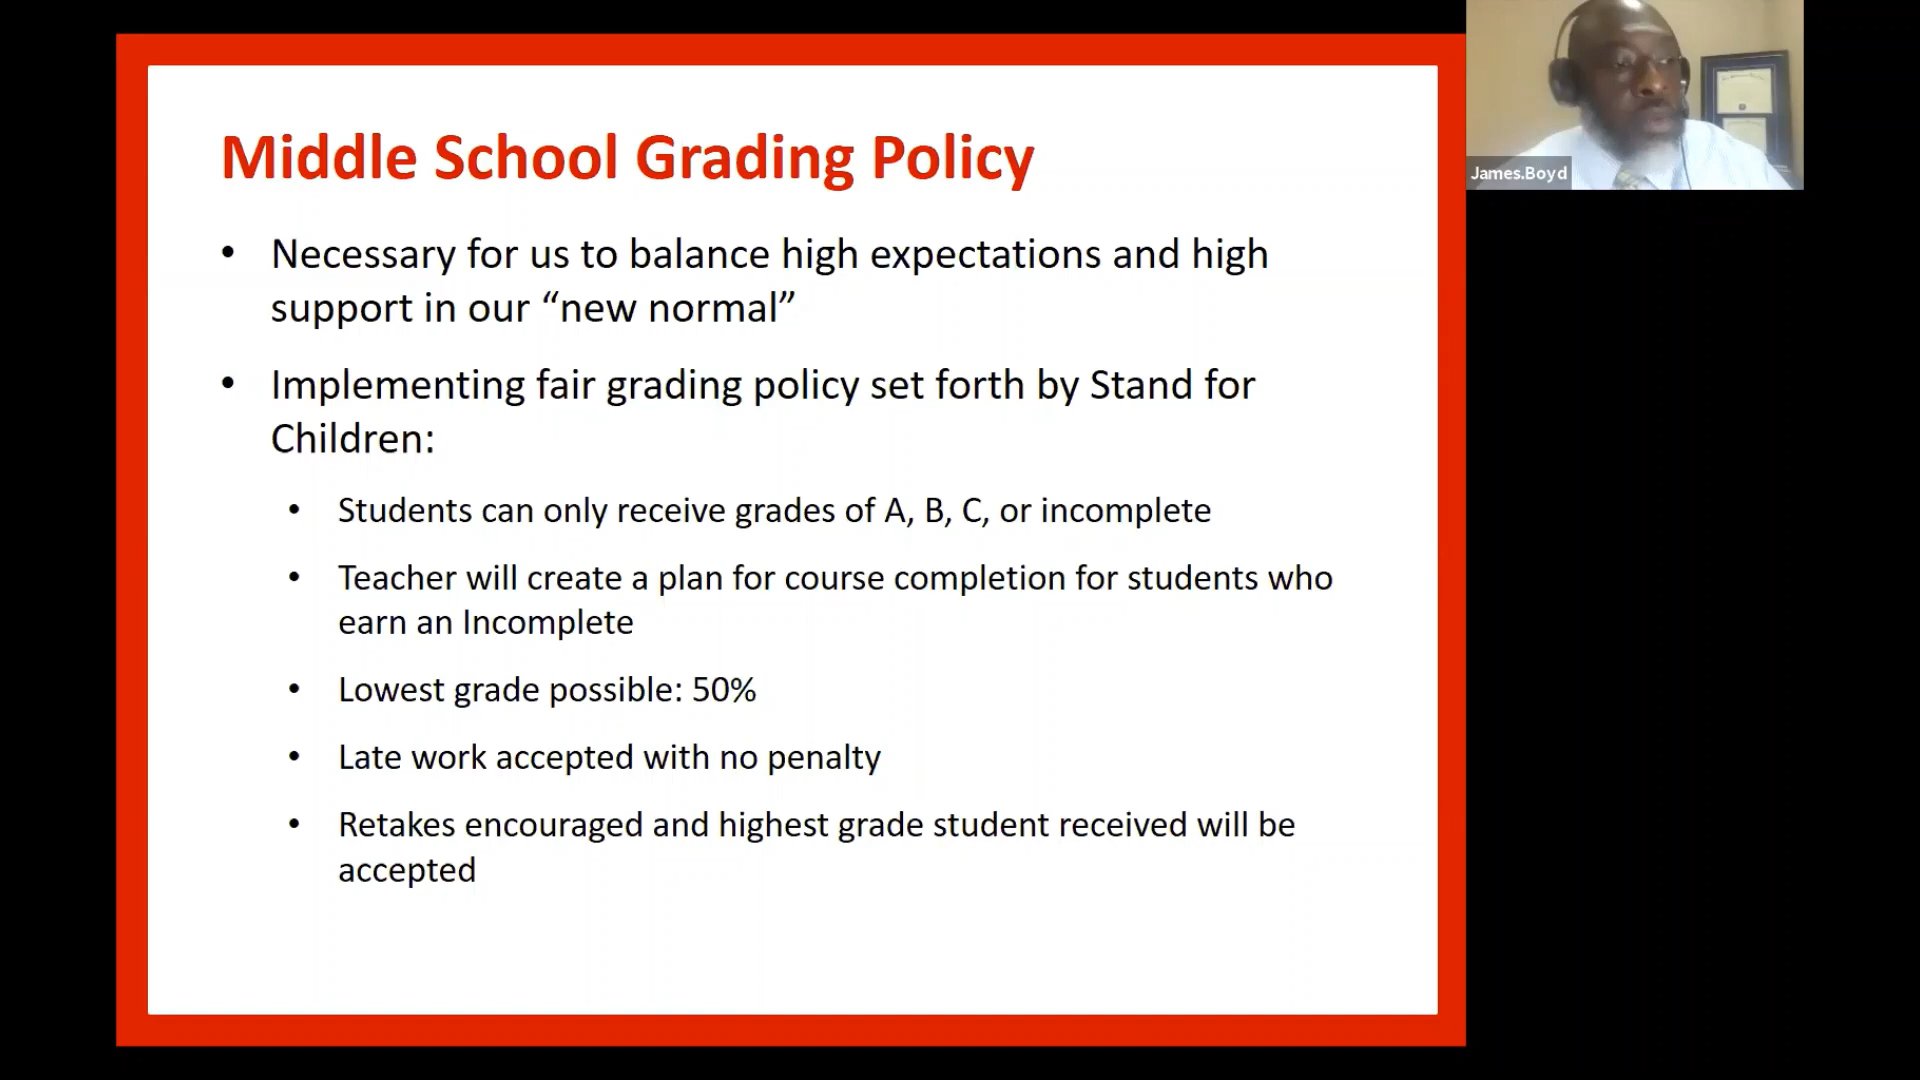 Middle School Grading Policy
• Necessary for us to balance high expectations and high
support in our “new normal”
• Implementing fair grading policy set forth by Stand for
Children:
• Students can only receive grades of A, B, C, or incomplete
• Teacher will create a plan for course completion for students who
earn an Incomplete
• Lowest grade possible: 50%
• Late work accepted with no penalty
• Retakes encouraged and highest grade student received will be
accepted
James.Boyd